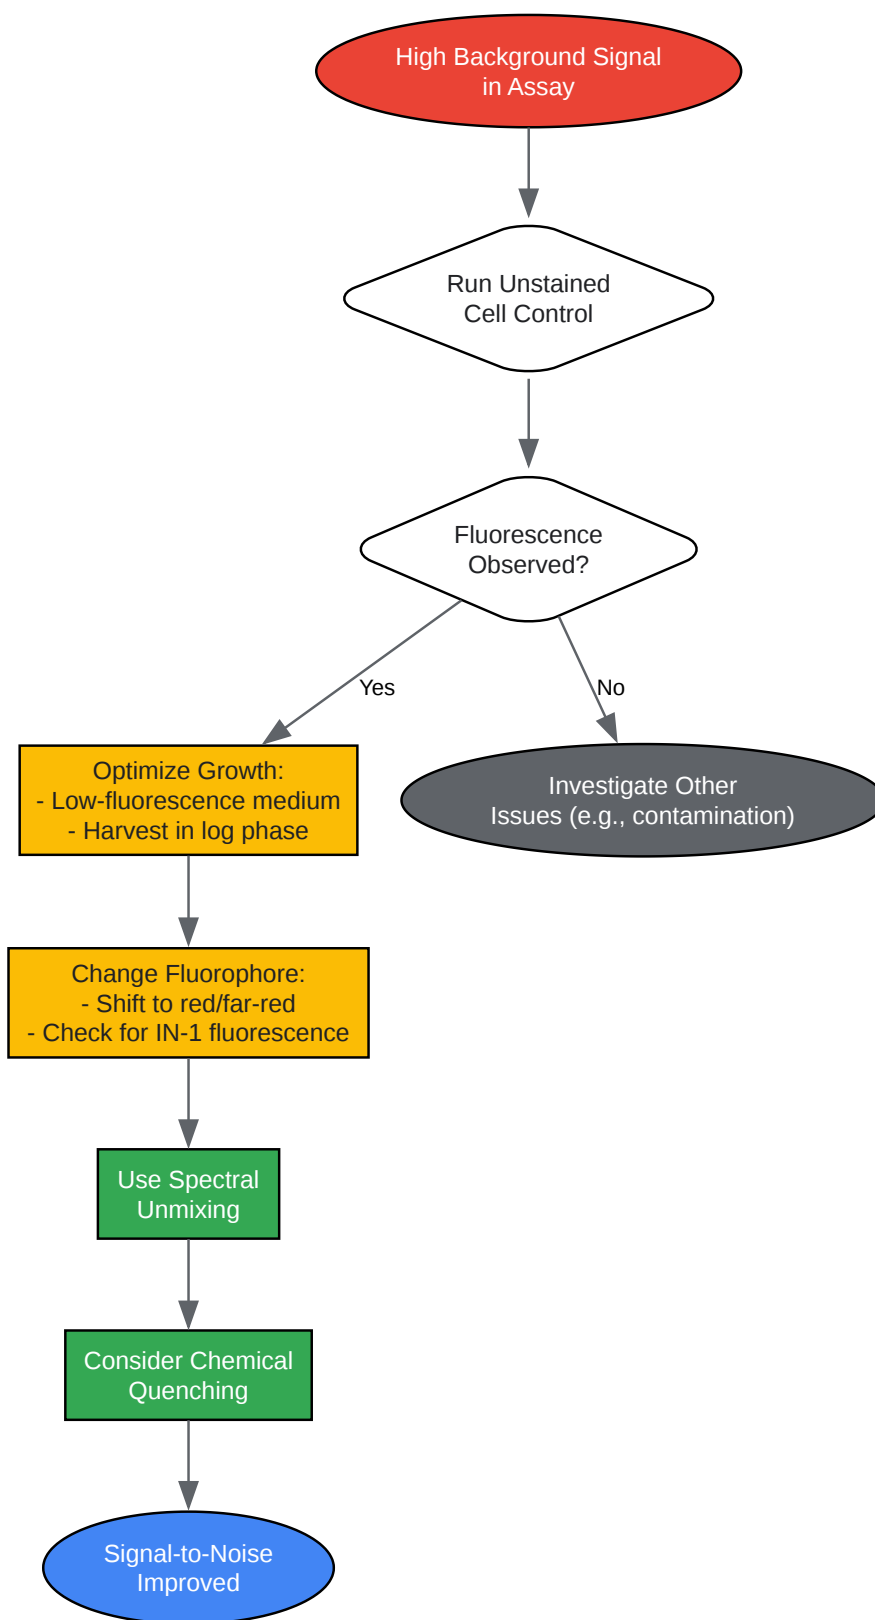 High Background Signal
in Assay
Run Unstained
Cell Control
Fluorescence
Observed?
Yes
No
Optimize Growth:
- Low-fluorescence medium
- Harvest in log phase
Investigate Other
Issues (e.g., contamination)
Change Fluorophore:
- Shift to red/far-red
- Check for IN-1 fluorescence
Use Spectral
Unmixing
Consider Chemical
Quenching
Signal-to-Noise
Improved